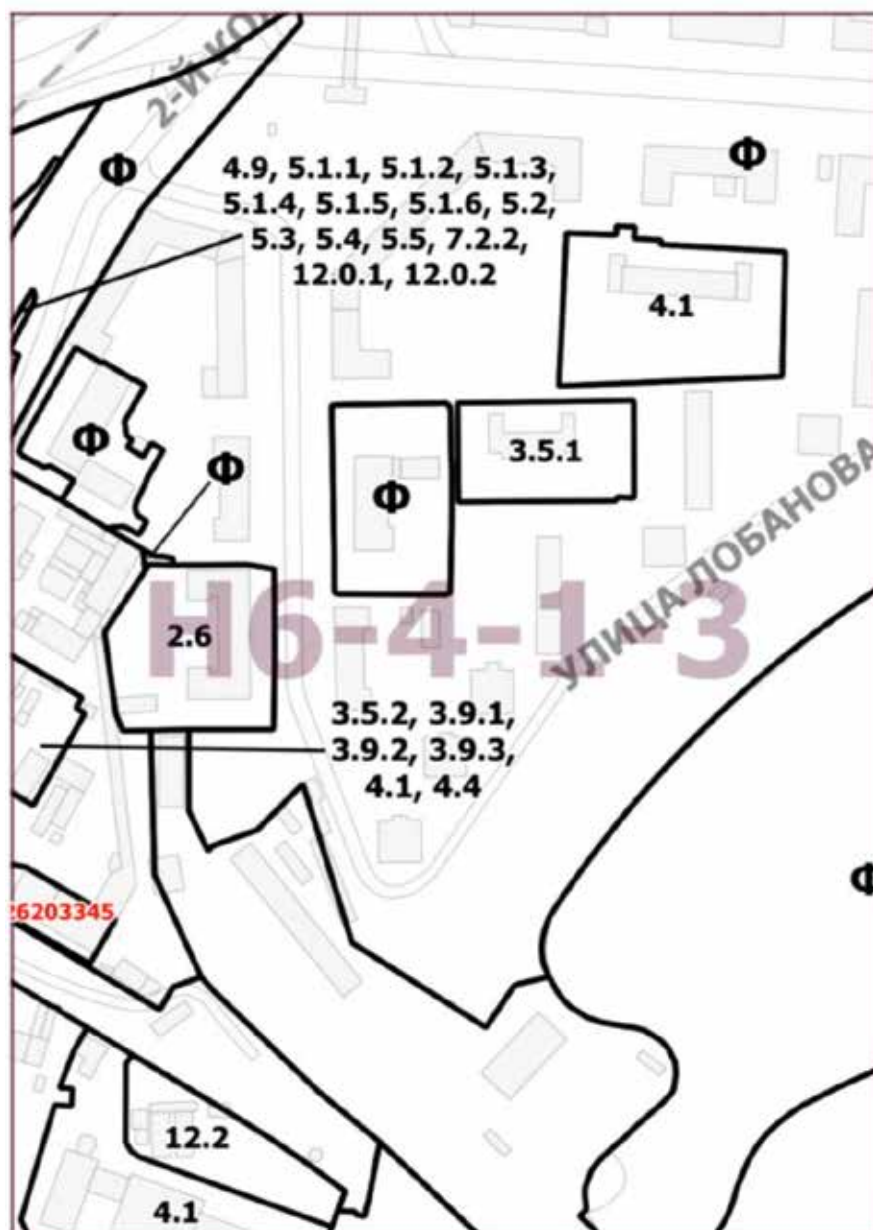 2-Й КО
Ф
Ф
4.9, 5.1.1, 5.1.2, 5.1.3,
5.1.4, 5.1.5, 5.1.6, 5.2,
5.3, 5.4, 5.5, 7.2.2,
12.0.1, 12.0.2
4.1
3.5.1
Ф
Ф
Ф
УЛИЦА ЛОБАНОВА
Н6-4-1-3
2.6
3.5.2, 3.9.1,
3.9.2, 3.9.3,
4.1, 4.4
Ф
26203345
12.2
4.1